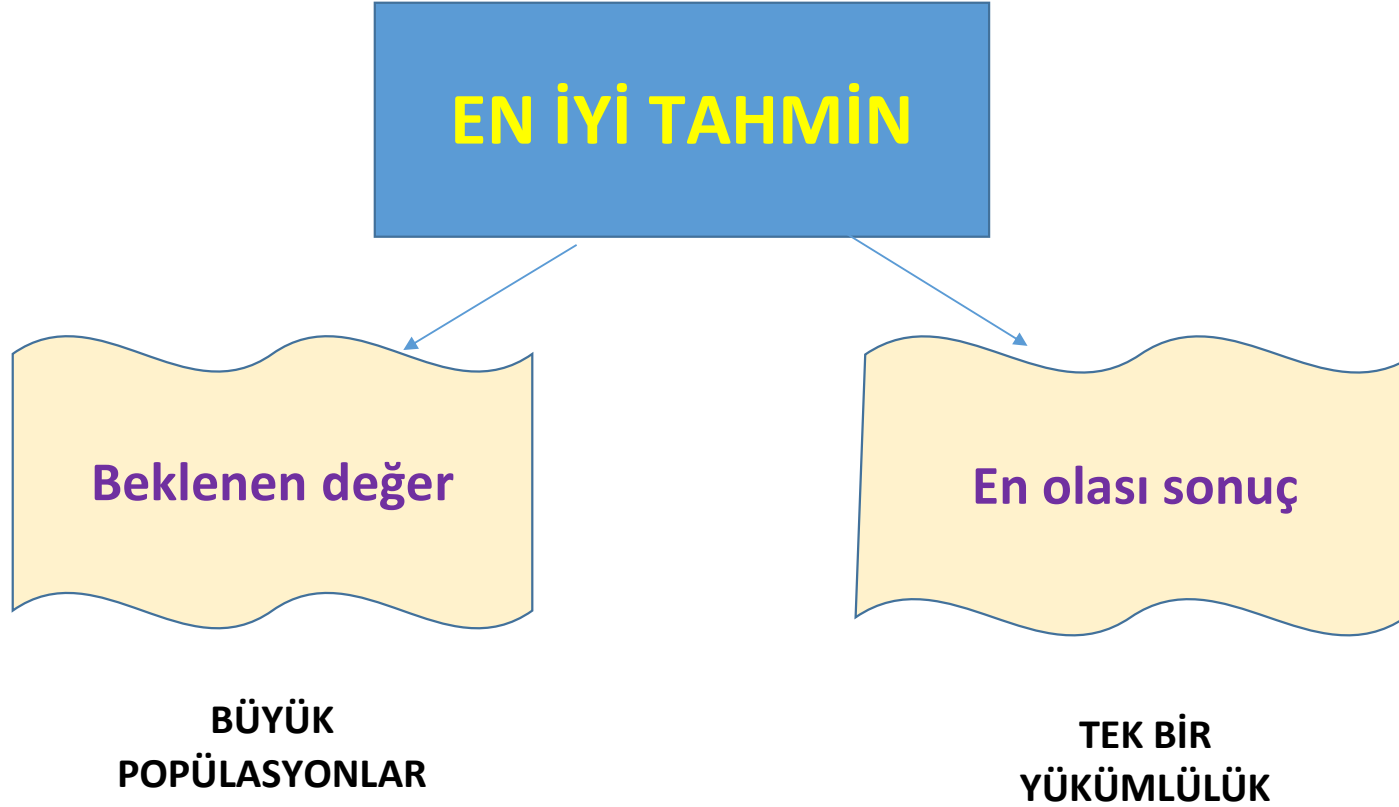 EN İYİ TAHMİN
Beklenen değer
En olası sonuç
BÜYÜK
POPÜLASYONLAR
TEK BİR
YÜKÜMLÜLÜK